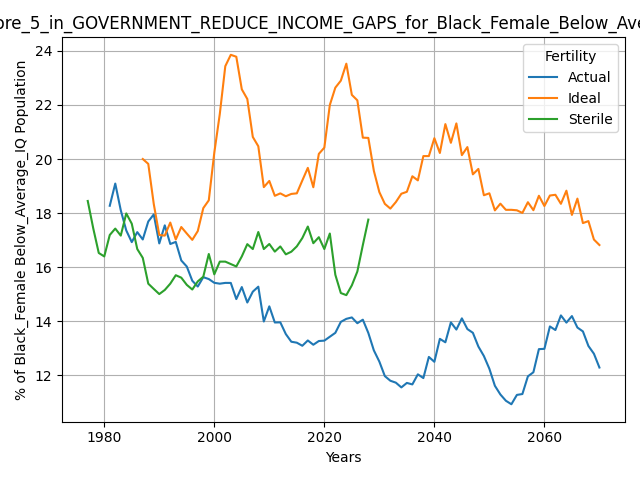 ore_5_in_GOVERNMENT_REDUCE_INCOME_GAPS_for_Black_Female_Below_Ave
24
22
20
18
16
14
12
% of Black_Female Below_Average_IQ Population
1980
2000
2020
2040
2060
Years
Fertility
Actual
Ideal
Sterile